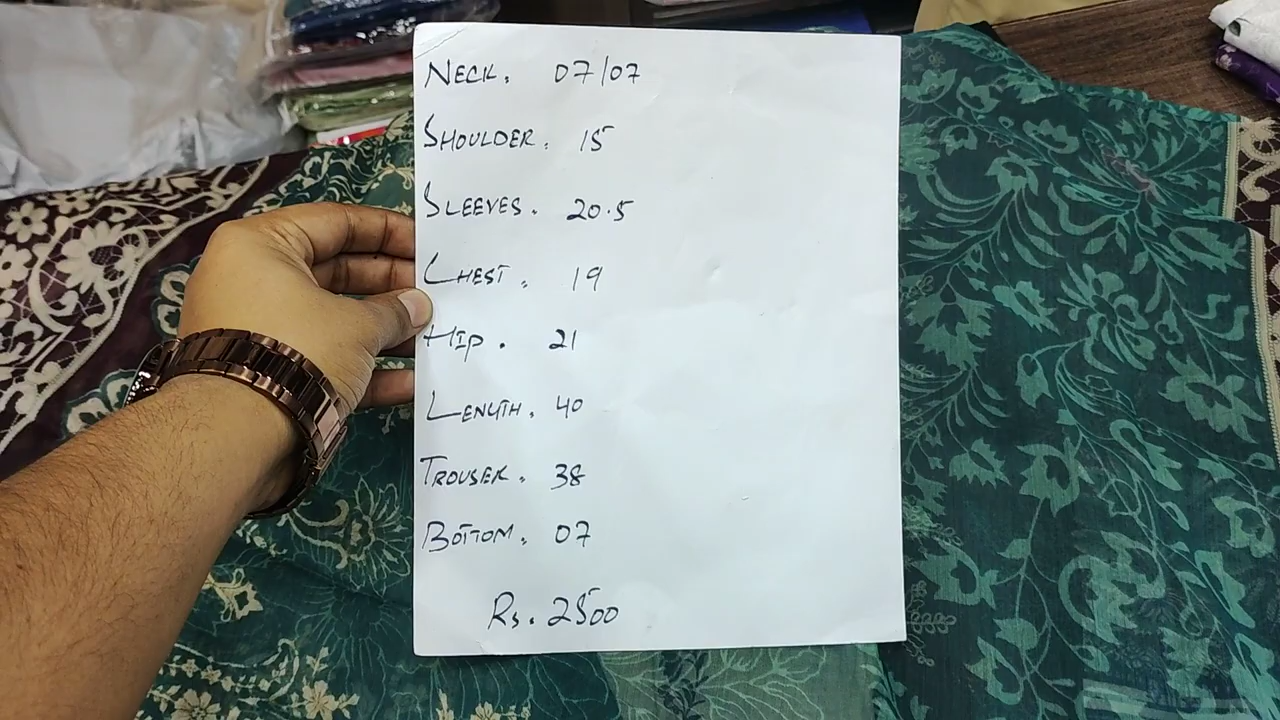 NECK. 07/07
SHOULDER. 15
SLEEVES. 20.5
CHEST. 19
HIP. 21
LENGTH. 40
TROUSER. 38
BOTTOM. 07
Rs. 2500